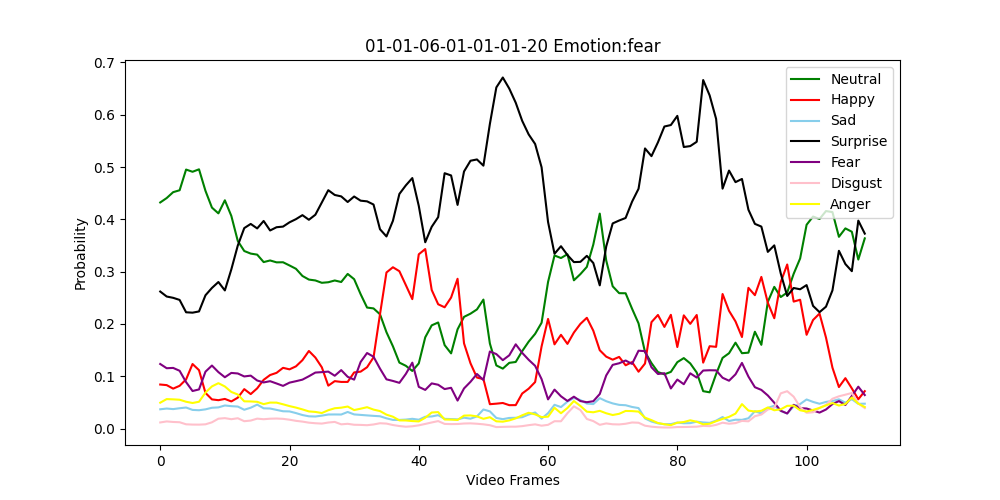 01-01-06-01-01-01-20 Emotion:fear
0.7
0.6
0.5
0.4
0.3
0.2
0.1
0.0
Probability
Neutral
Happy
Sad
Surprise
Fear
Disgust
Anger
0 20 40 60 80 100
Video Frames